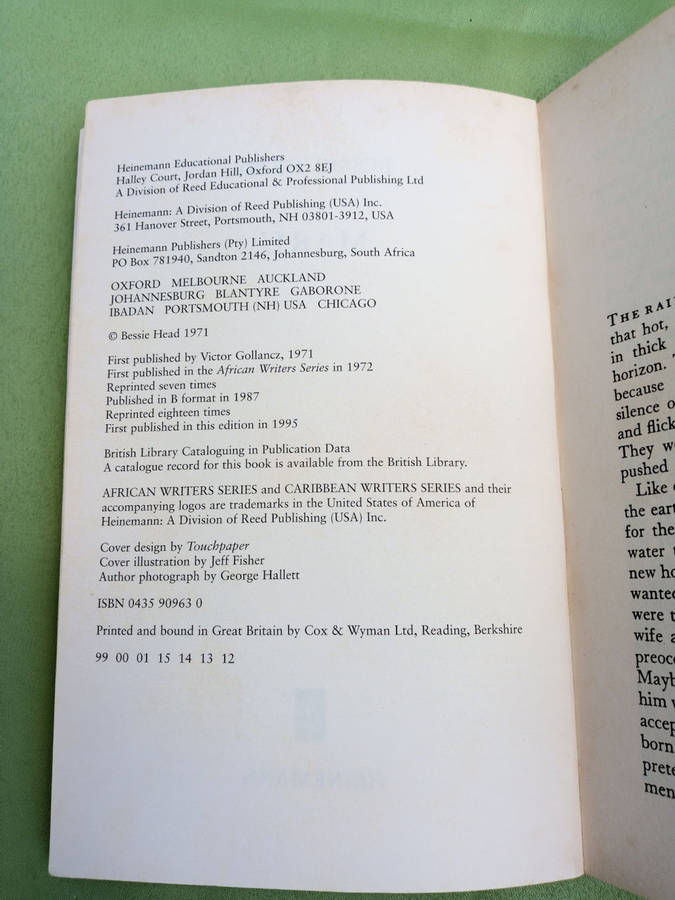 Heinemann Educational Publishers
Halley Court, Jordan Hill, Oxford OX2 8EJ
A Division of Reed Educational & Professional Publishing Ltd
Heinemann: A Division of Reed Publishing (USA) Inc.
361 Hanover Street, Portsmouth, NH 03801-3912, USA
Heinemann Publishers (Pty) Limited
PO Box 781940, Sandton 2146, Johannesburg, South Africa
OXFORD MELBOURNE AUCKLAND
JOHANNESBURG BLANTYRE GABORONE
IBADAN PORTSMOUTH (NH) USA CHICAGO
© Bessie Head 1971
First published by Victor Gollancz, 1971
First published in the African Writers Series in 1972
Reprinted seven times
Published in B format in 1987
Reprinted eighteen times
First published in this edition in 1995
British Library Cataloguing in Publication Data
A catalogue record for this book is available from the British Library.
AFRICAN WRITERS SERIES and CARIBBEAN WRITERS SERIES and their
accompanying logos are trademarks in the United States of America of
Heinemann: A Division of Reed Publishing (USA) Inc.
Cover design by Touchpaper
Cover illustration by Jeff Fisher
Author photograph by George Hallett
ISBN 0435 90963 0
Printed and bound in Great Britain by Cox & Wyman Ltd, Reading, Berkshire
99 00 01 15 14 13 12
THE
that hot,
in thick
horizon.
because
silence
and
They
pushed
Like
the
for the
water
new
wanted
were
wife
him
born